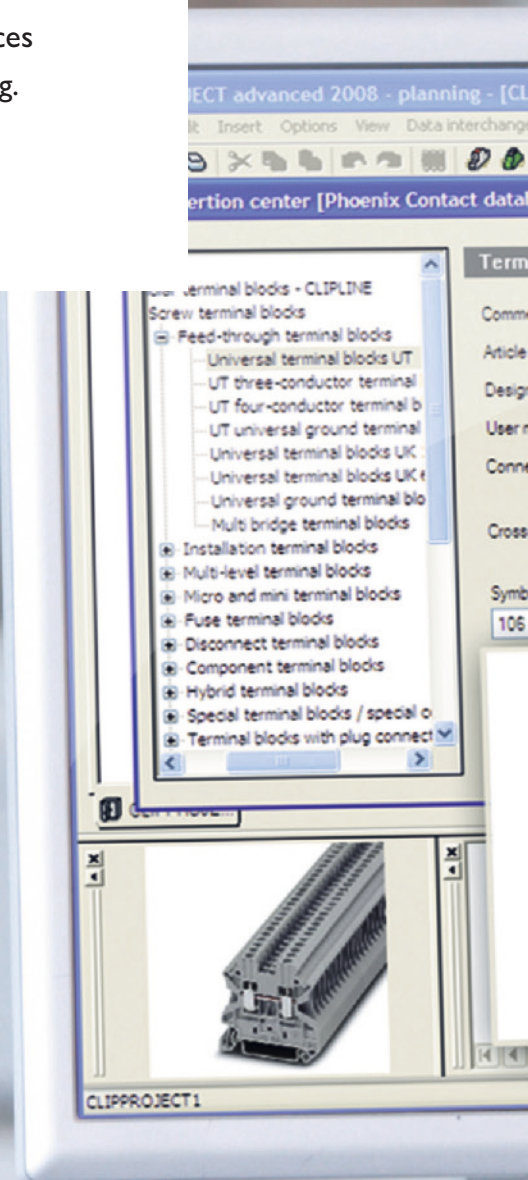 ces
g.
JECT advanced 2008 - planning - [CL
Insert Options View Data interchange
ertion center [Phoenix Contact datab
Term
terminal blocks - CLIPLINE
Screw terminal blocks
Feed-through terminal blocks
Universal terminal blocks UT
UT three-conductor terminal
UT four-conductor terminal b
UT universal ground terminal
Universal terminal blocks UK
Universal terminal blocks UK
Universal ground terminal blo
Multi bridge terminal blocks
Installation terminal blocks
Multi-level terminal blocks
Micro and mini terminal blocks
Fuse terminal blocks
Disconnect terminal blocks
Component terminal blocks
Hybrid terminal blocks
Special terminal blocks / special
Terminal blocks with plug connect
Comme
Article
Design
User
Conne
Cross
Symb
106
CLIPPROJECT1